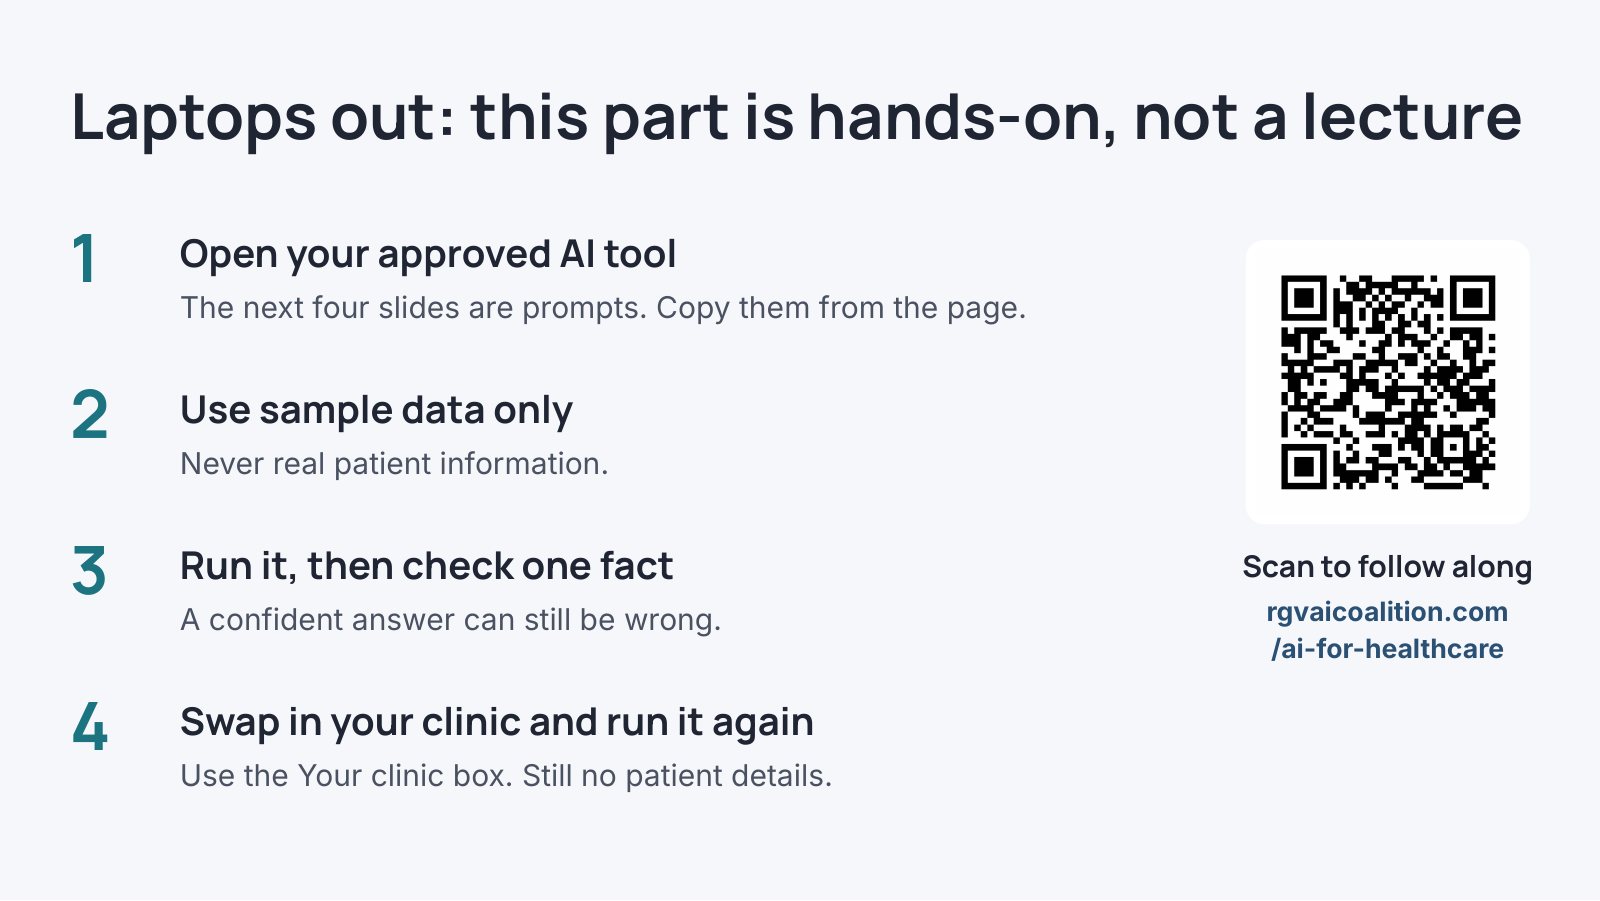 Laptops out: this part is hands-on, not a lecture
1
Open your approved AI tool
The next four slides are prompts. Copy them from the page.
2
Use sample data only
Never real patient information.
3
Run it, then check one fact
A confident answer can still be wrong.
4
Swap in your clinic and run it again
Use the Your clinic box. Still no patient details.
Scan to follow along
rgvaicoalition.com
/ai-for-healthcare